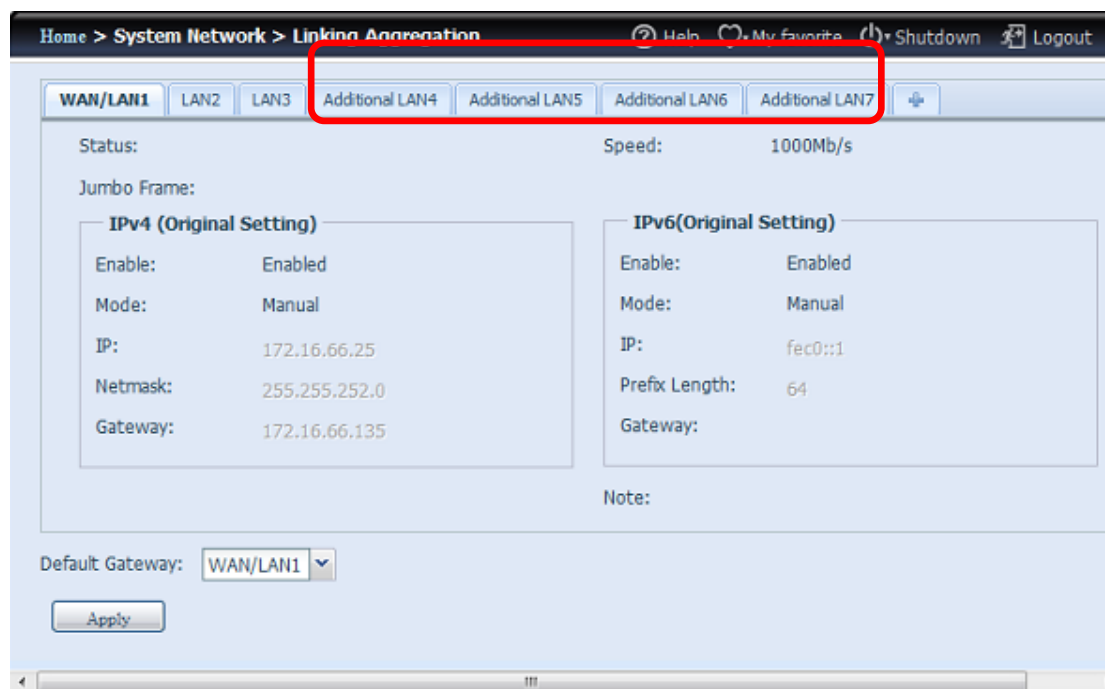 Home > System Network > Linking Aggregation Help My favorite Shutdown Logout
WAN/LAN1 LAN2 LAN3 Additional LAN4 Additional LAN5 Additional LAN6 Additional LAN7
Status: Speed: 1000Mb/s
Jumbo Frame:
IPv4 (Original Setting) IPv6(Original Setting)
Enable: Enabled Enable: Enabled
Mode: Manual Mode: Manual
IP: 172.16.66.25 IP: fec0::1
Netmask: 255.255.252.0 Prefix Length: 64
Gateway: 172.16.66.135 Gateway:
Note:
Default Gateway: WAN/LAN1
Apply